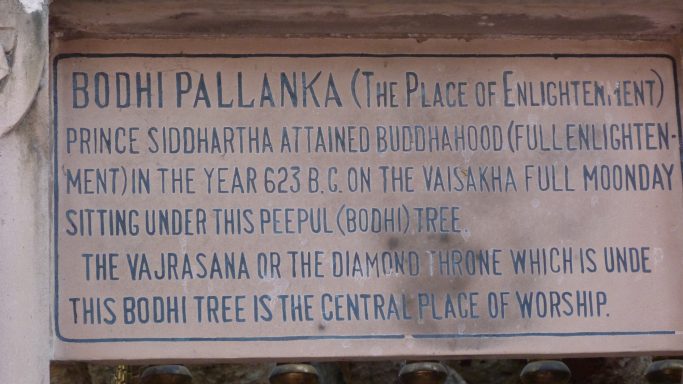 BODHI PALLANKA (THE PLACE OF ENLIGHTENMENT)
PRINCE SIDDHARTHA ATTAINED BUDDHAHOOD (FULL ENLIGHTEN-
MENT) IN THE YEAR 623 B.C. ON THE VAISAKHA FULL MOONDAY
SITTING UNDER THIS PEEPUL (BODHI) TREE.
THE VAJRASANA OR THE DIAMOND THRONE WHICH IS UNDE
THIS BODHI TREE IS THE CENTRAL PLACE OF WORSHIP.